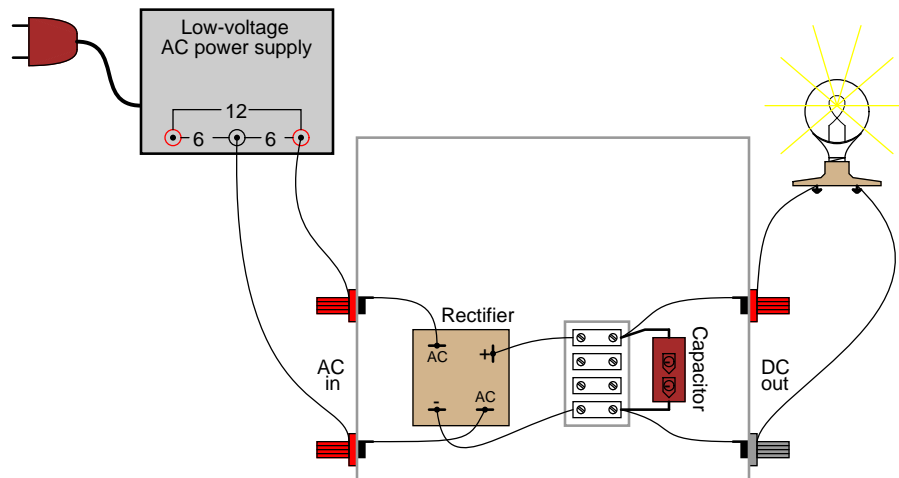 Low-voltage
AC power supply
12
6 6
Rectifier
AC +
- AC
Capacitor
AC
in
DC
out